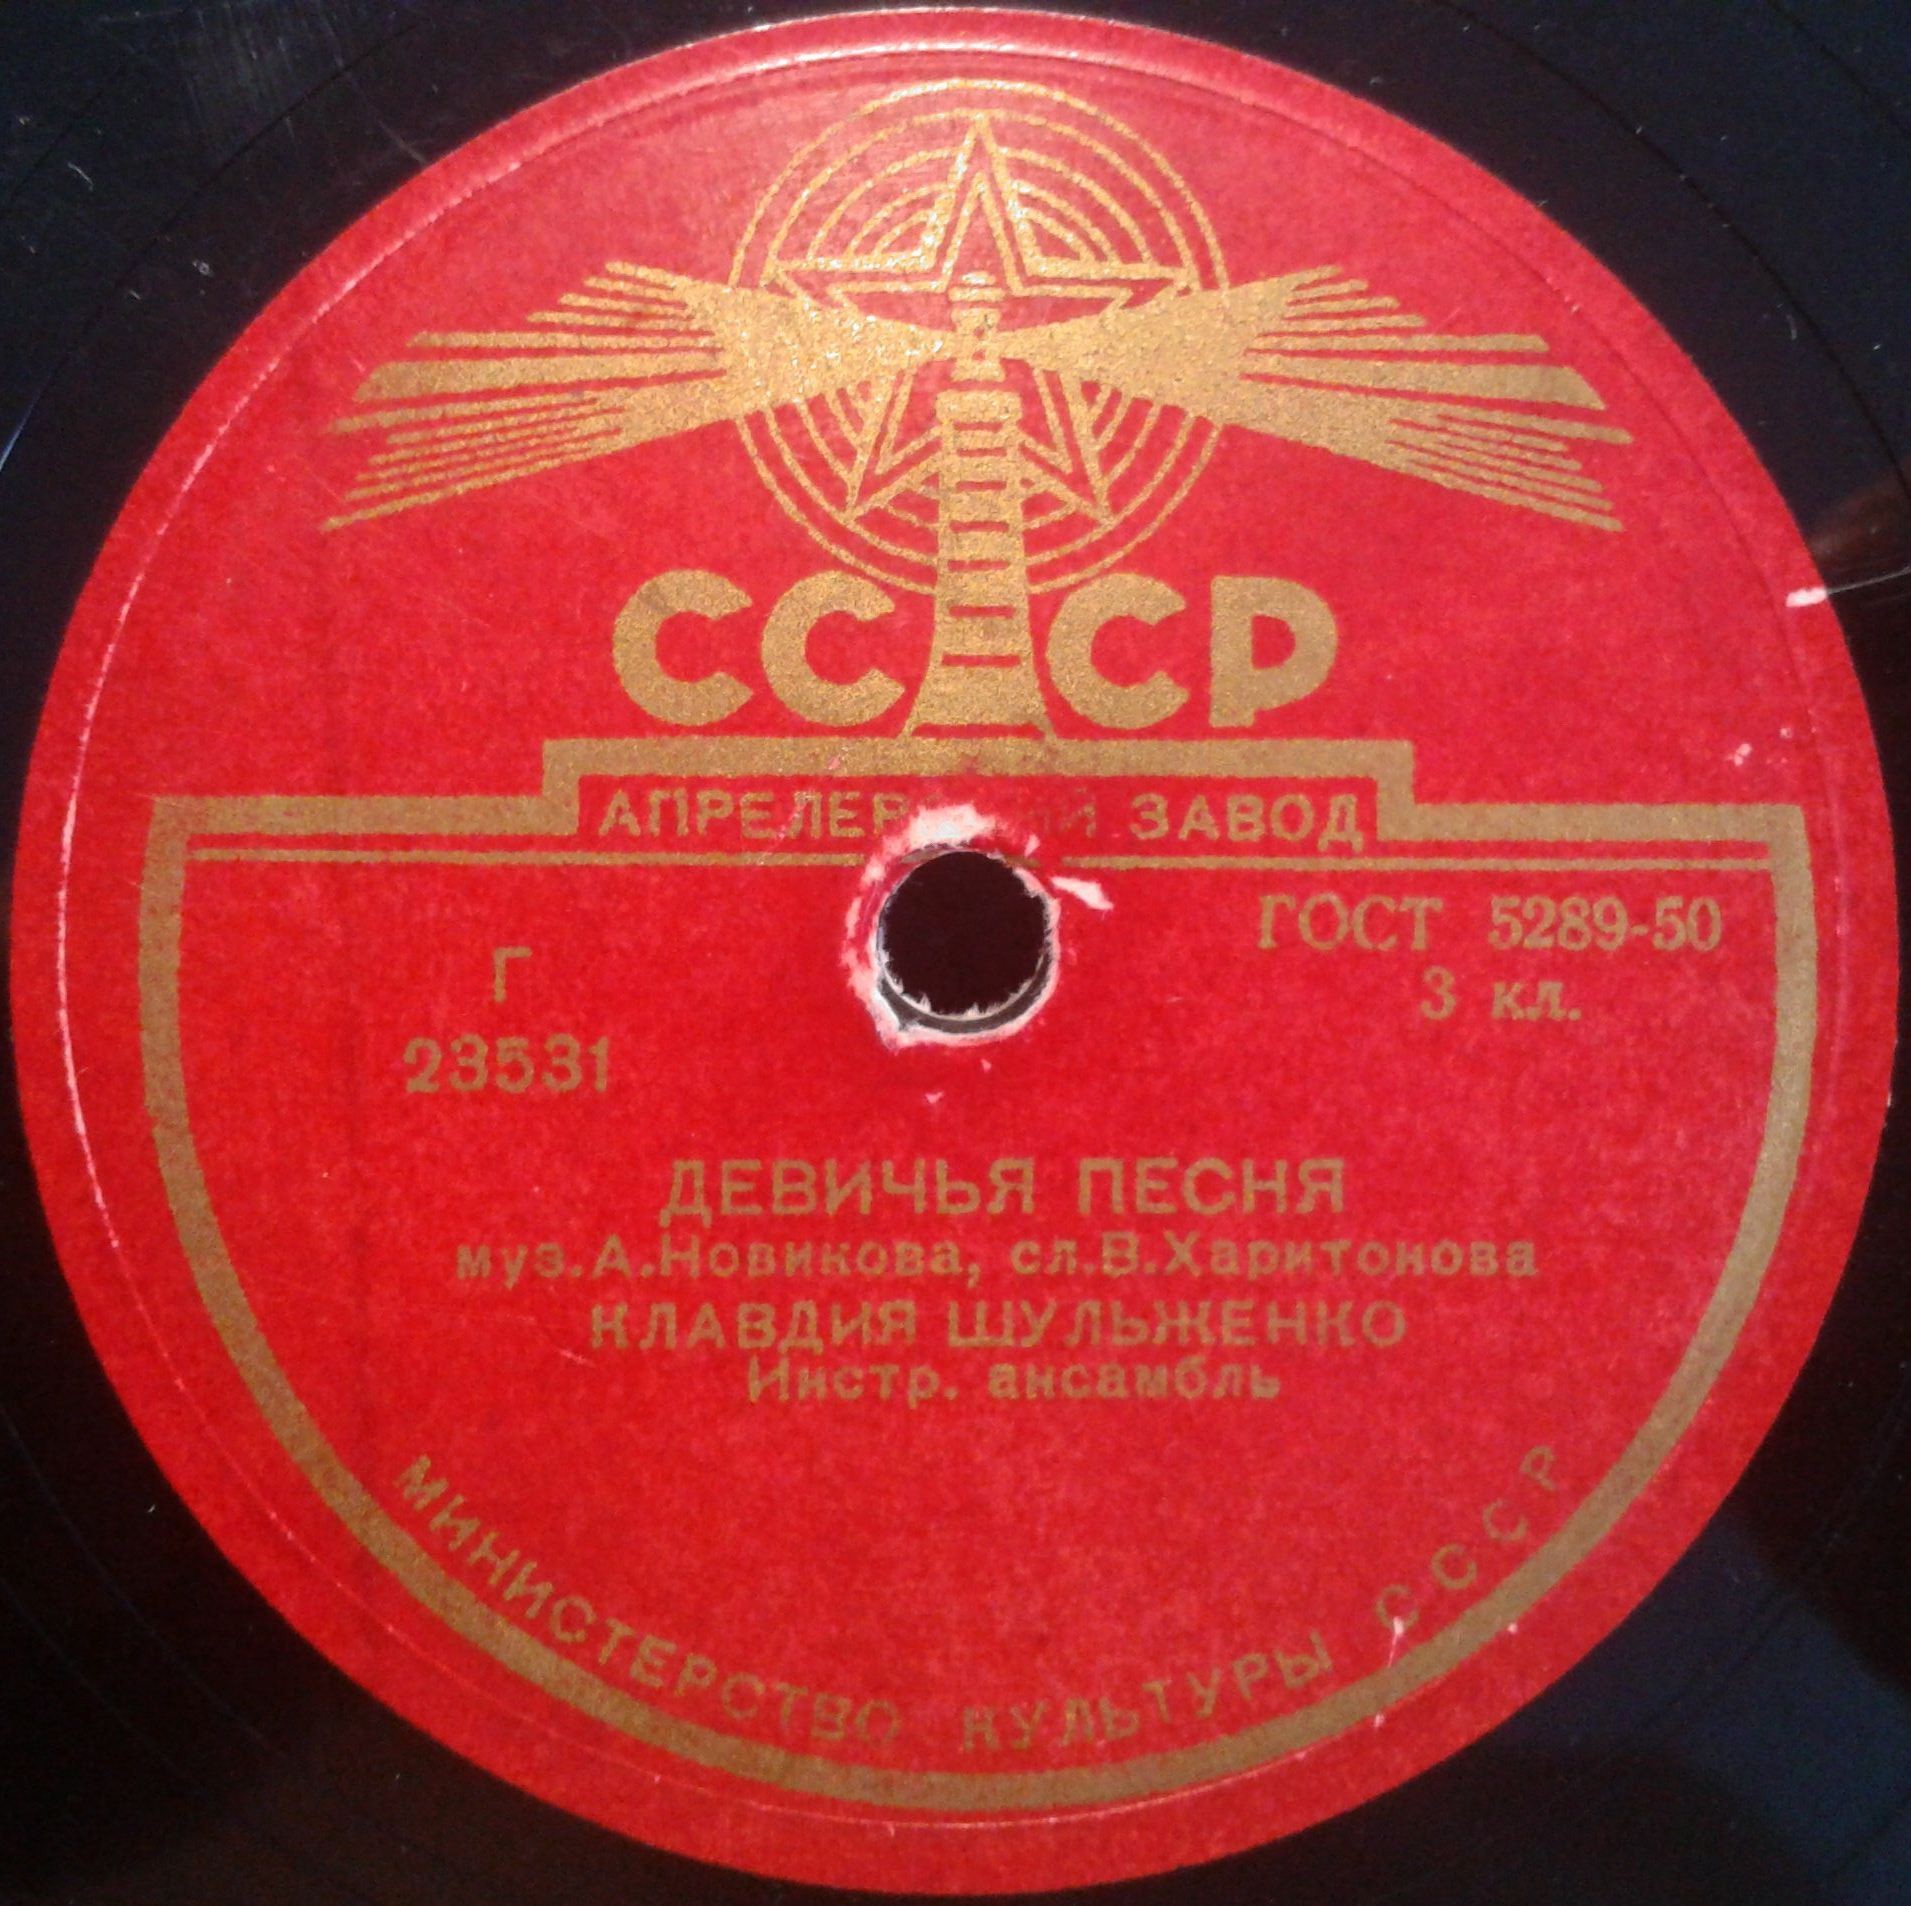 СССР
АПРЕЛЕВСКИЙ ЗАВОД
ГОСТ 5289-50
3 кл.
Г
23531
ДЕВИЧЬЯ ПЕСНЯ
муз.А.Новикова, сл.В.Харитонова
КЛАВДИЯ ШУЛЬЖЕНКО
Инстр. ансамбль
МИНИСТЕРСТВО КУЛЬТУРЫ СССР